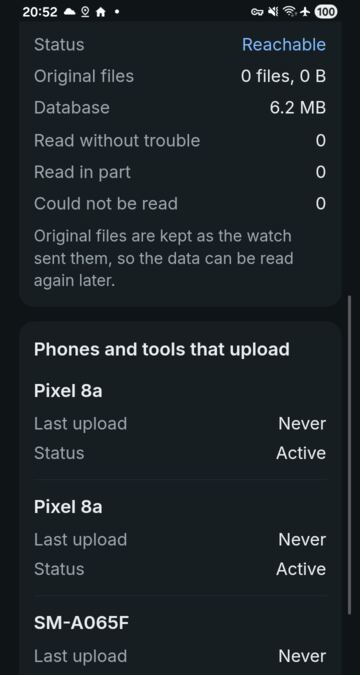 20:52
100
Status Reachable
Original files 0 files, 0 B
Database 6.2 MB
Read without trouble 0
Read in part 0
Could not be read 0
Original files are kept as the watch
sent them, so the data can be read
again later.
Phones and tools that upload
Pixel 8a
Last upload Never
Status Active
Pixel 8a
Last upload Never
Status Active
SM-A065F
Last upload Never